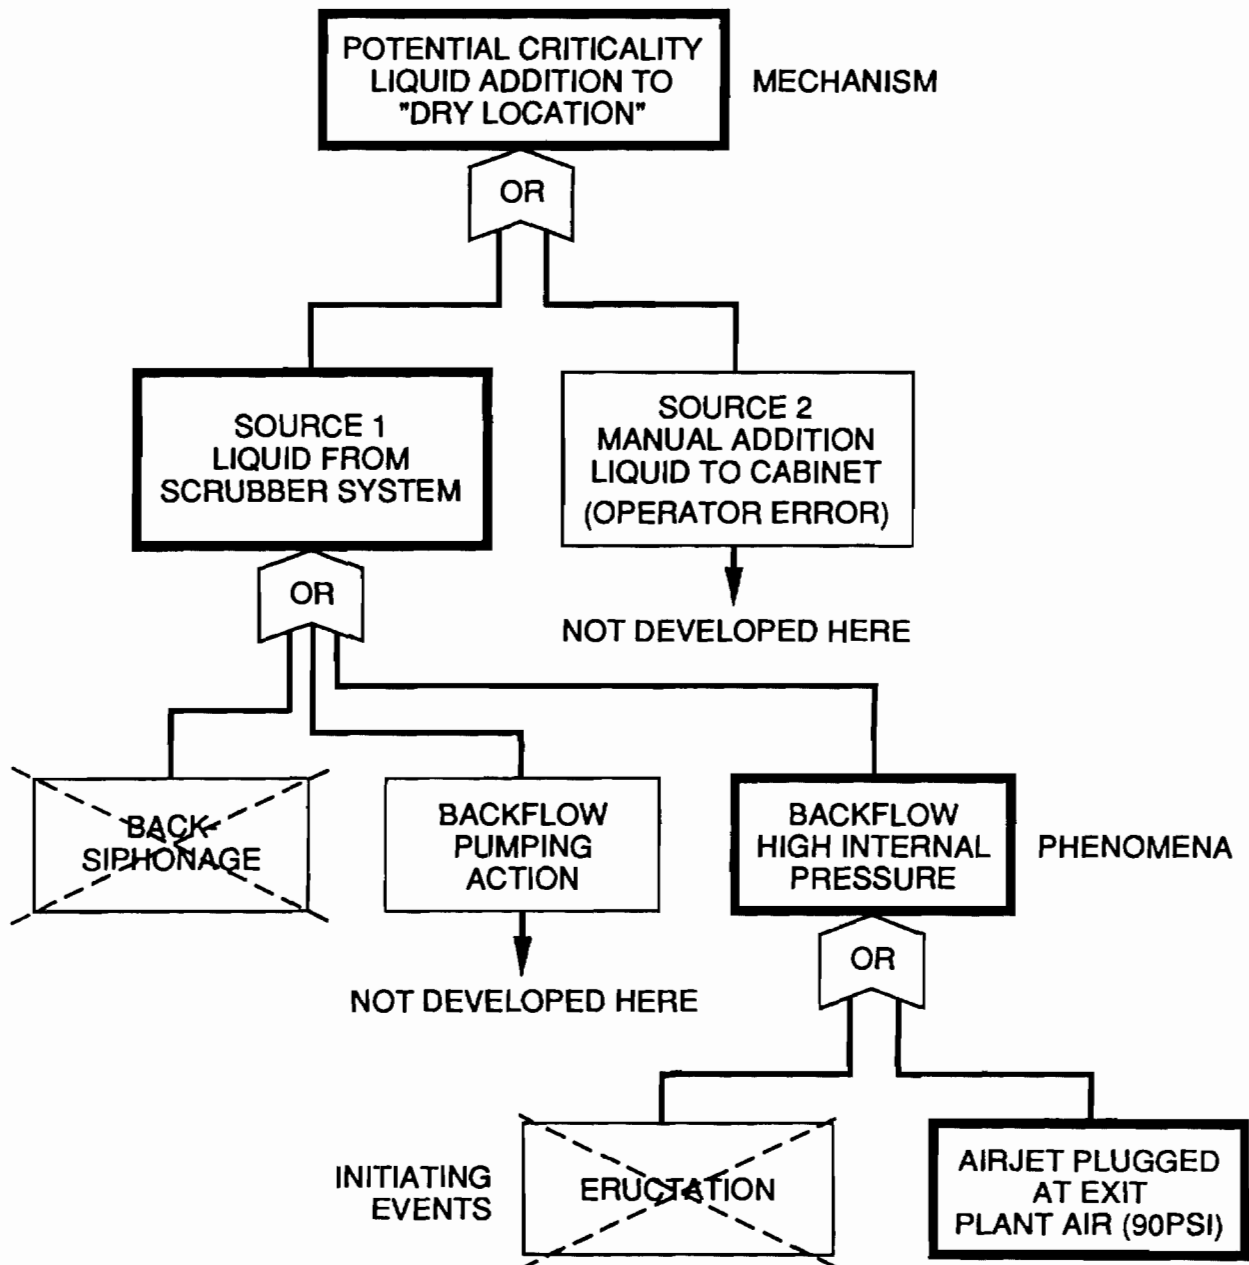 POTENTIAL CRITICALITY
LIQUID ADDITION TO
"DRY LOCATION"
MECHANISM
OR
SOURCE 1
LIQUID FROM
SCRUBBER SYSTEM
SOURCE 2
MANUAL ADDITION
LIQUID TO CABINET
(OPERATOR ERROR)
OR
NOT DEVELOPED HERE
BACK-
SIPHONAGE
BACKFLOW
PUMPING
ACTION
BACKFLOW
HIGH INTERNAL
PRESSURE
PHENOMENA
NOT DEVELOPED HERE
OR
INITIATING
EVENTS
ERUCTATION
AIRJET PLUGGED
AT EXIT
PLANT AIR (90PSI)